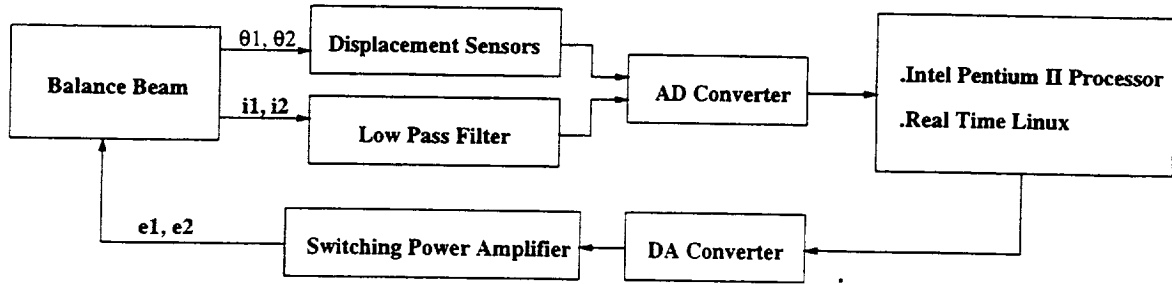 θ1, θ2
Displacement Sensors
Balance Beam
i1, i2
Low Pass Filter
AD Converter
.Intel Pentium II Processor
.Real Time Linux
e1, e2
Switching Power Amplifier
DA Converter